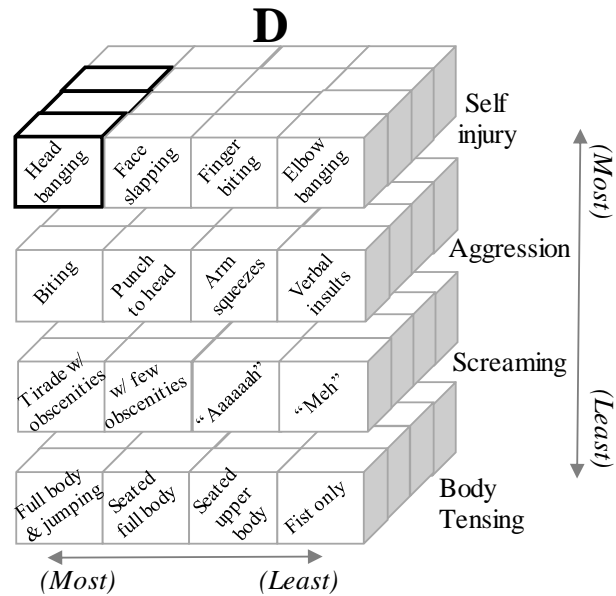 D
Head
banging
Face
slapping
Finger
biting
Elbow
banging
Self
injury
(Most)
Biting
Punch
to head
Arm
squeezes
Verbal
insults
Aggression
Tirade w/
obscenities
w/ few
obscenities
“Aaaaaah”
“Meh”
Screaming
(Least)
Full body
& jumping
Seated
full body
Seated
upper
body
Fist only
Body
Tensing
(Most)
(Least)